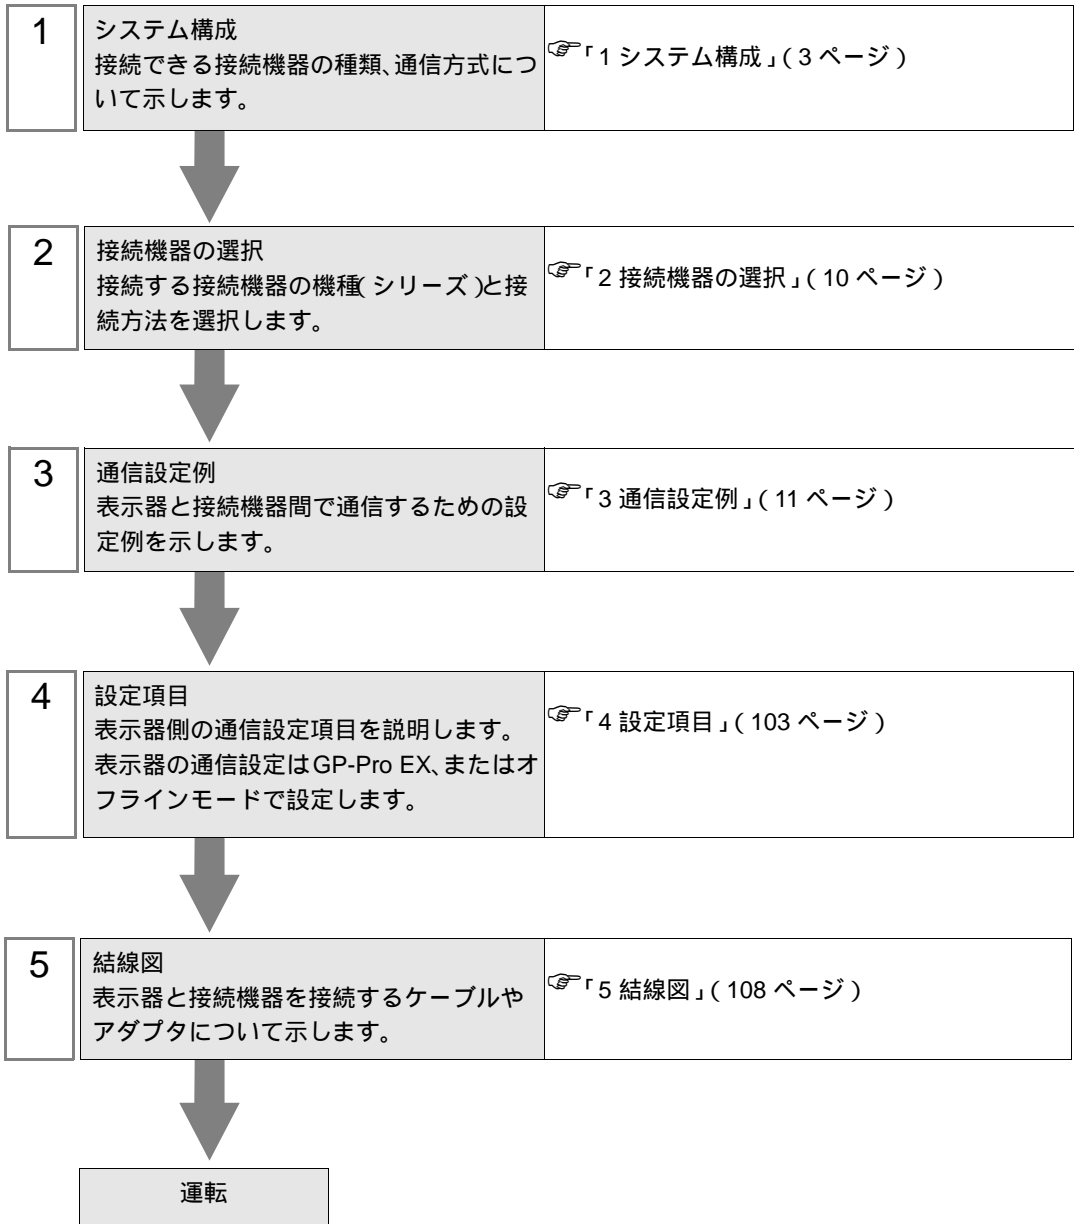 1
システム構成
接続できる接続機器の種類、通信方式につ
いて示します。
☞「1 システム構成」(3 ページ)
2
接続機器の選択
接続する接続機器の機種(シリーズ)と接
続方法を選択します。
☞「2 接続機器の選択」(10 ページ)
3
通信設定例
表示器と接続機器間で通信するための設
定例を示します。
☞「3 通信設定例」(11 ページ)
4
設定項目
表示器側の通信設定項目を説明します。
表示器の通信設定はGP-Pro EX、またはオ
フラインモードで設定します。
☞「4 設定項目」(103 ページ)
5
結線図
表示器と接続機器を接続するケーブルや
アダプタについて示します。
☞「5 結線図」(108 ページ)
運転